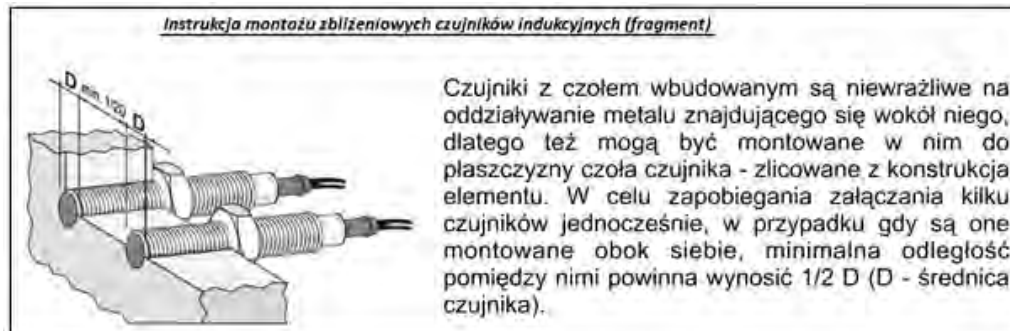 Instrukcja montażu zbliżeniowych czujników indukcyjnych (fragment)
D min. 1/2D D
Czujniki z czołem wbudowanym są niewrażliwe na
oddziaływanie metalu znajdującego się wokół niego,
dlatego też mogą być montowane w nim do
płaszczyzny czoła czujnika - zlicowane z konstrukcja
elementu. W celu zapobiegania załączania kilku
czujników jednocześnie, w przypadku gdy są one
montowane obok siebie, minimalna odległość
pomiędzy nimi powinna wynosić 1/2 D (D - średnica
czujnika).